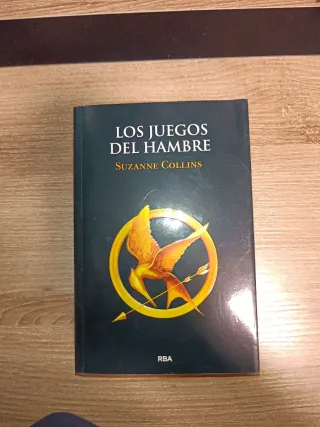 LOS JUEGOS
DEL HAMBRE
SUZANNE COLLINS
RBA